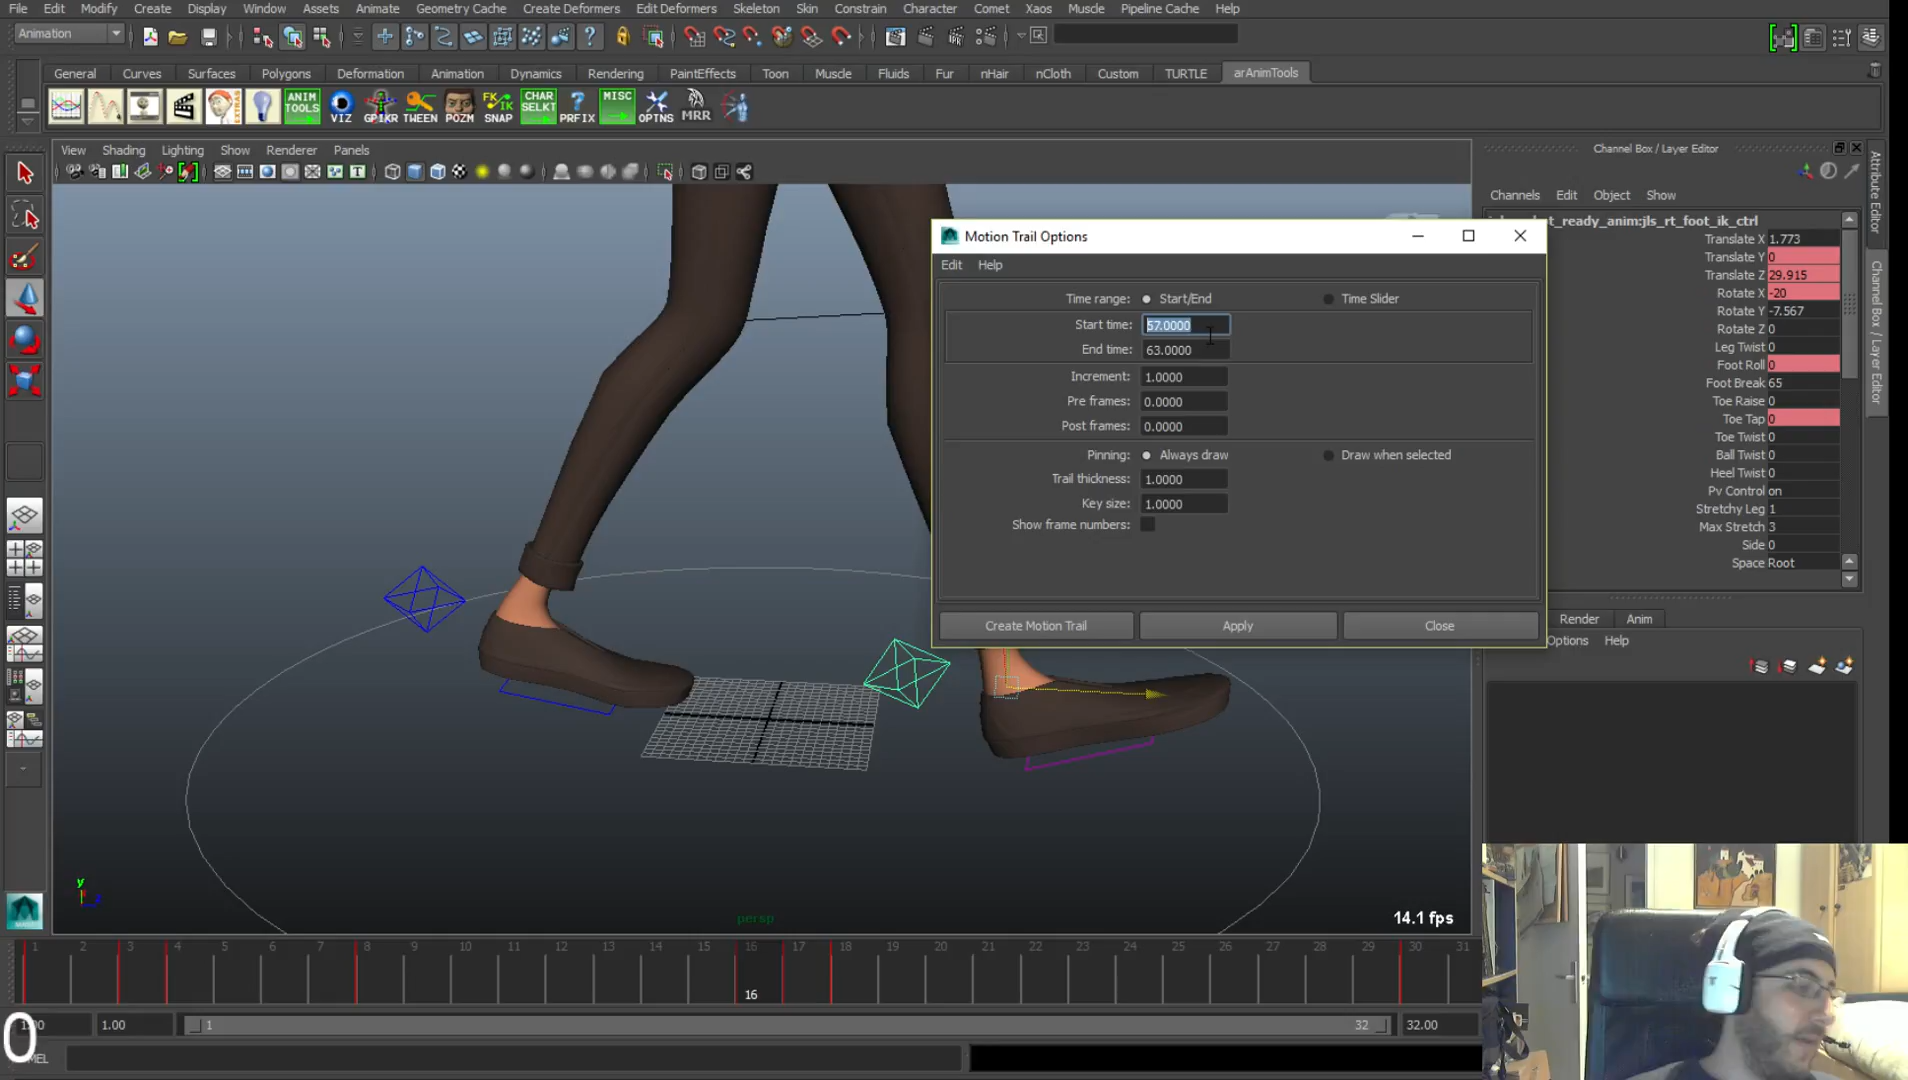 File Edit Modify Create Display Window Assets Animate Geometry Cache Create Deformers Edit Deformers Skeleton Skin Constrain Character Comet Xaos Muscle Pipeline Cache Help
Animation
General Curves Surfaces Polygons Deformation Animation Dynamics Rendering PaintEffects Toon Muscle Fluids Fur nHair nCloth Custom TURTLE arAnimTools
ANIM TOOLS VIZ GPIKR TWEEN POZM FK IK SNAP CHAR SELKT PRFIX MISC OPTNS MRR
View Shading Lighting Show Renderer Panels
Channel Box / Layer Editor
Channels Edit Object Show
t_ready_anim:jls_rt_foot_ik_ctrl
Translate X 1.773
Translate Y 0
Translate Z 29.915
Rotate X -20
Rotate Y -7.567
Rotate Z 0
Leg Twist 0
Foot Roll 0
Foot Break 65
Toe Raise 0
Toe Tap 0
Toe Twist 0
Ball Twist 0
Heel Twist 0
Pv Control on
Stretchy Leg 1
Max Stretch 3
Side 0
Space Root
Render Anim
Options Help
Attribute Editor
Channel Box / Layer Editor
Motion Trail Options
Edit Help
Time range: Start/End Time Slider
Start time: 57.0000
End time: 63.0000
Increment: 1.0000
Pre frames: 0.0000
Post frames: 0.0000
Pinning: Always draw Draw when selected
Trail thickness: 1.0000
Key size: 1.0000
Show frame numbers:
Create Motion Trail Apply Close
y
persp
14.1 fps
1 2 3 4 5 6 7 8 9 10 11 12 13 14 15 16 17 18 19 20 21 22 23 24 25 26 27 28 29 30 31
16
1.00 1 32 32.00
0
MEL